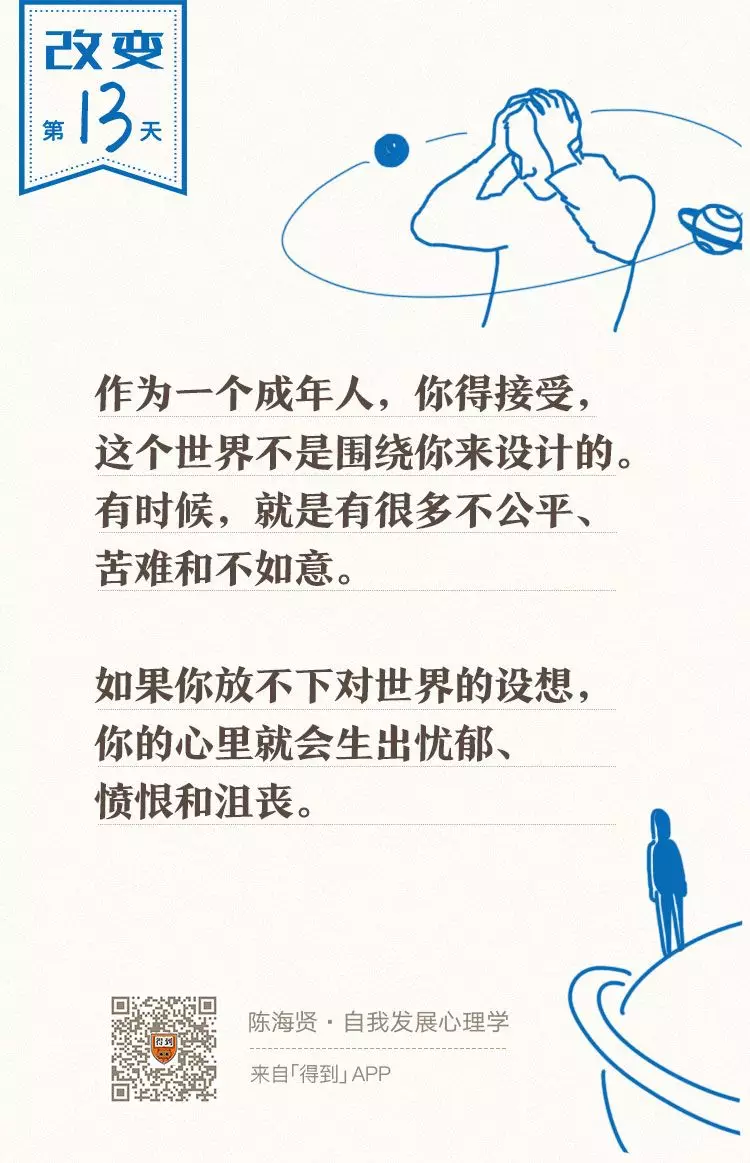 改变
第13天
作为一个成年人，你得接受，
这个世界不是围绕你来设计的。
有时候，就是有很多不公平、
苦难和不如意。
如果你放不下对世界的设想，
你的心里就会生出忧郁、
愤恨和沮丧。
得到
陈海贤·自我发展心理学
来自「得到」APP